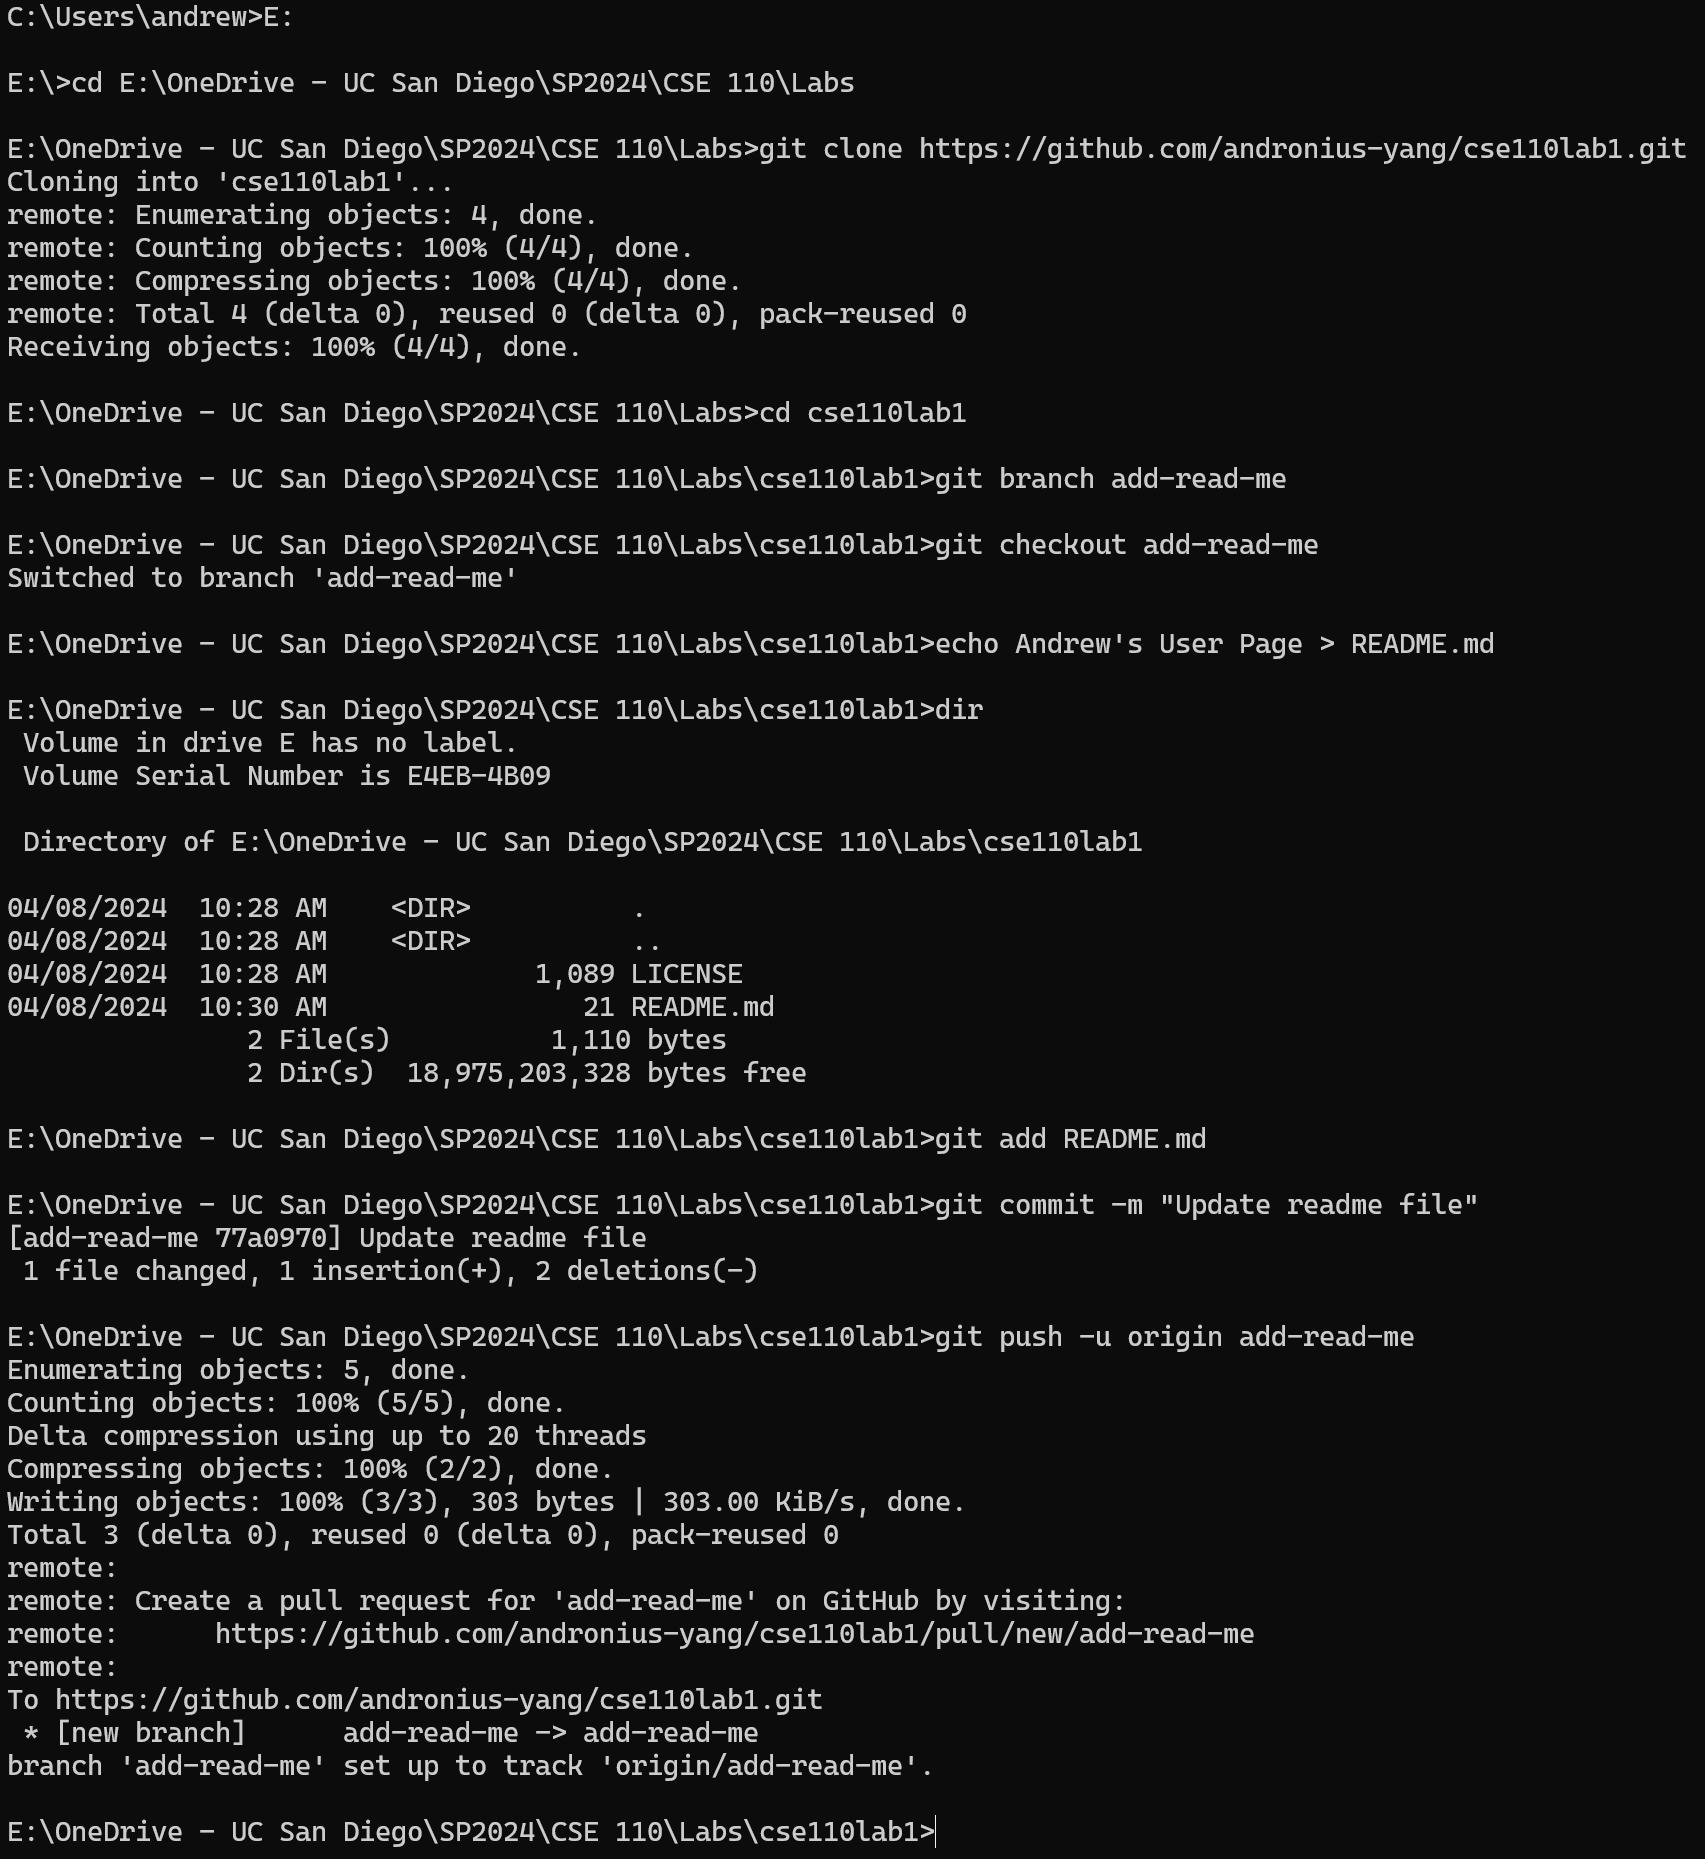 C:\Users\andrew>E:
E:\>cd E:\OneDrive - UC San Diego\SP2024\CSE 110\Labs
E:\OneDrive - UC San Diego\SP2024\CSE 110\Labs>git clone https://github.com/andronius-yang/cse110lab1.git
Cloning into 'cse110lab1'...
remote: Enumerating objects: 4, done.
remote: Counting objects: 100% (4/4), done.
remote: Compressing objects: 100% (4/4), done.
remote: Total 4 (delta 0), reused 0 (delta 0), pack-reused 0
Receiving objects: 100% (4/4), done.
E:\OneDrive - UC San Diego\SP2024\CSE 110\Labs>cd cse110lab1
E:\OneDrive - UC San Diego\SP2024\CSE 110\Labs\cse110lab1>git branch add-read-me
E:\OneDrive - UC San Diego\SP2024\CSE 110\Labs\cse110lab1>git checkout add-read-me
Switched to branch 'add-read-me'
E:\OneDrive - UC San Diego\SP2024\CSE 110\Labs\cse110lab1>echo Andrew's User Page > README.md
E:\OneDrive - UC San Diego\SP2024\CSE 110\Labs\cse110lab1>dir
 Volume in drive E has no label.
 Volume Serial Number is E4EB-4B09
 Directory of E:\OneDrive - UC San Diego\SP2024\CSE 110\Labs\cse110lab1
04/08/2024  10:28 AM    <DIR>          .
04/08/2024  10:28 AM    <DIR>          ..
04/08/2024  10:28 AM             1,089 LICENSE
04/08/2024  10:30 AM                21 README.md
               2 File(s)          1,110 bytes
               2 Dir(s)  18,975,203,328 bytes free
E:\OneDrive - UC San Diego\SP2024\CSE 110\Labs\cse110lab1>git add README.md
E:\OneDrive - UC San Diego\SP2024\CSE 110\Labs\cse110lab1>git commit -m "Update readme file"
[add-read-me 77a0970] Update readme file
 1 file changed, 1 insertion(+), 2 deletions(-)
E:\OneDrive - UC San Diego\SP2024\CSE 110\Labs\cse110lab1>git push -u origin add-read-me
Enumerating objects: 5, done.
Counting objects: 100% (5/5), done.
Delta compression using up to 20 threads
Compressing objects: 100% (2/2), done.
Writing objects: 100% (3/3), 303 bytes | 303.00 KiB/s, done.
Total 3 (delta 0), reused 0 (delta 0), pack-reused 0
remote:
remote: Create a pull request for 'add-read-me' on GitHub by visiting:
remote:      https://github.com/andronius-yang/cse110lab1/pull/new/add-read-me
remote:
To https://github.com/andronius-yang/cse110lab1.git
 * [new branch]      add-read-me -> add-read-me
branch 'add-read-me' set up to track 'origin/add-read-me'.
E:\OneDrive - UC San Diego\SP2024\CSE 110\Labs\cse110lab1>